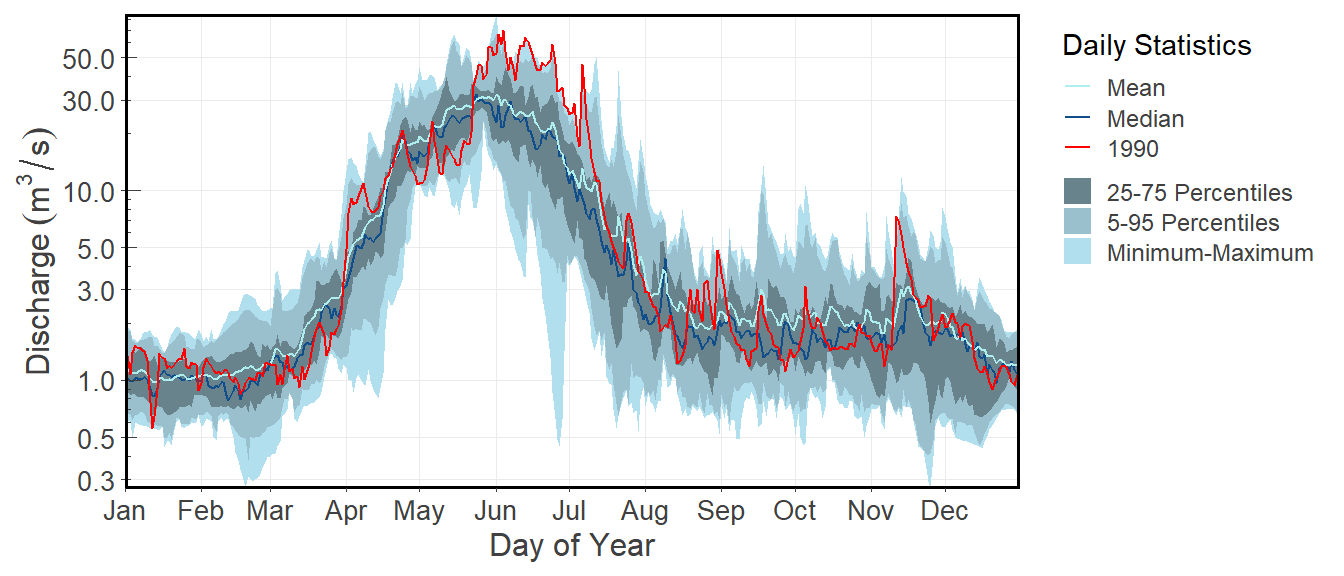 50.0
30.0
10.0
5.0
3.0
1.0
0.5
0.3
Discharge (m³/s)
Jan Feb Mar Apr May Jun Jul Aug Sep Oct Nov Dec
Day of Year
Daily Statistics
Mean
Median
1990
25-75 Percentiles
5-95 Percentiles
Minimum-Maximum